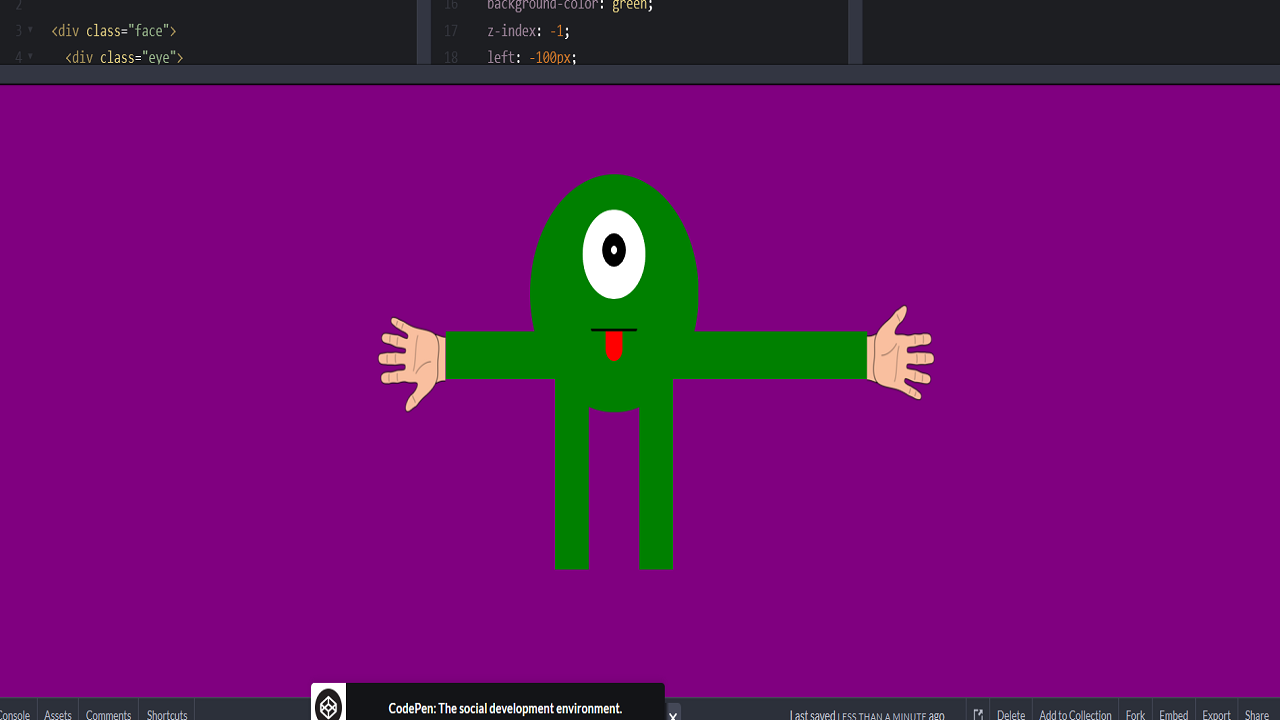 2
3 <div class="face">
4 <div class="eye">
16 background-color: green;
17 z-index: -1;
18 left: -100px;
CodePen: The social development environment.
X
Console Assets Comments Shortcuts
Last saved LESS THAN A MINUTE ago Delete Add to Collection Fork Embed Export Share